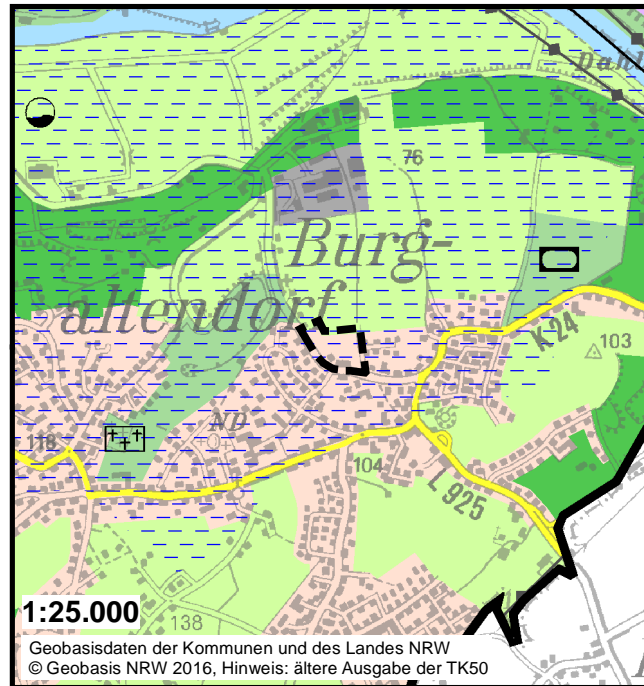 Dahl
76
Burg-
altendorf
K 24
103
ND
118
104
L 925
1:25.000
138
Geobasisdaten der Kommunen und des Landes NRW
© Geobasis NRW 2016, Hinweis: ältere Ausgabe der TK50